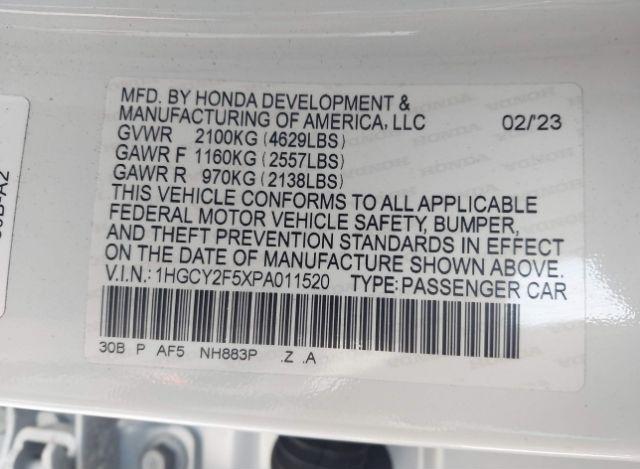 MFD. BY HONDA DEVELOPMENT &
MANUFACTURING OF AMERICA, LLC 02/'23
GVWR 2100KG (4629LBS)
GAWR F 1160KG (2557LBS)
GAWR R 970KG (2138LBS)
THIS VEHICLE CONFORMS TO ALL APPLICABLE
FEDERAL MOTOR VEHICLE SAFETY, BUMPER,
AND THEFT PREVENTION STANDARDS IN EFFECT
ON THE DATE OF MANUFACTURE SHOWN ABOVE.
V.I.N.: 1HGCY2F5XPA011520 TYPE: PASSENGER CAR
30B P AF5 NH883P .Z .A